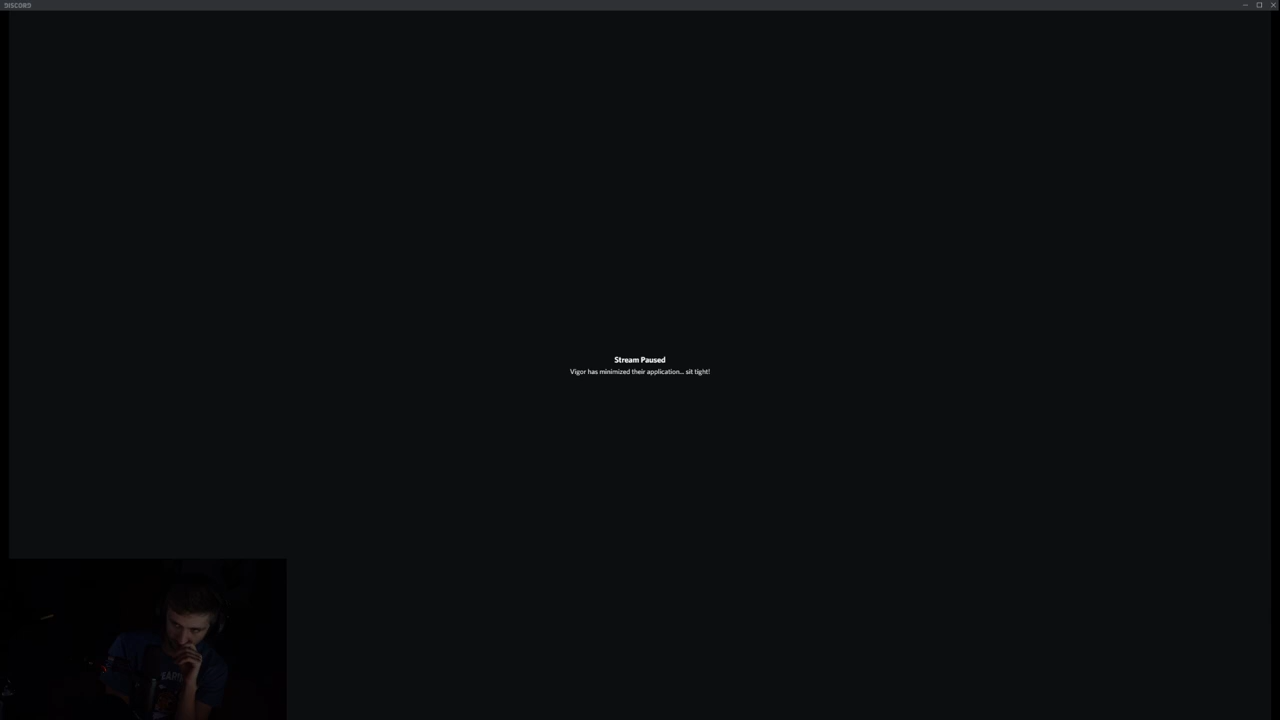 DISCORD
Stream Paused
Vigor has minimized their application... sit tight!